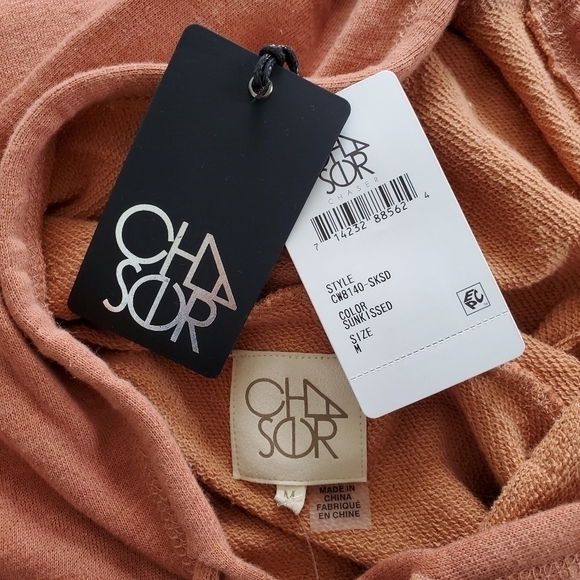 CHA
SER
CHA
SER
CHASER
7 14232 88562 4
STYLE
CW8140-SKSD
COLOR
SUNKISSED
SIZE
M
CHA
SER
M
MADE IN
CHINA
FABRIQUÉ
EN CHINE